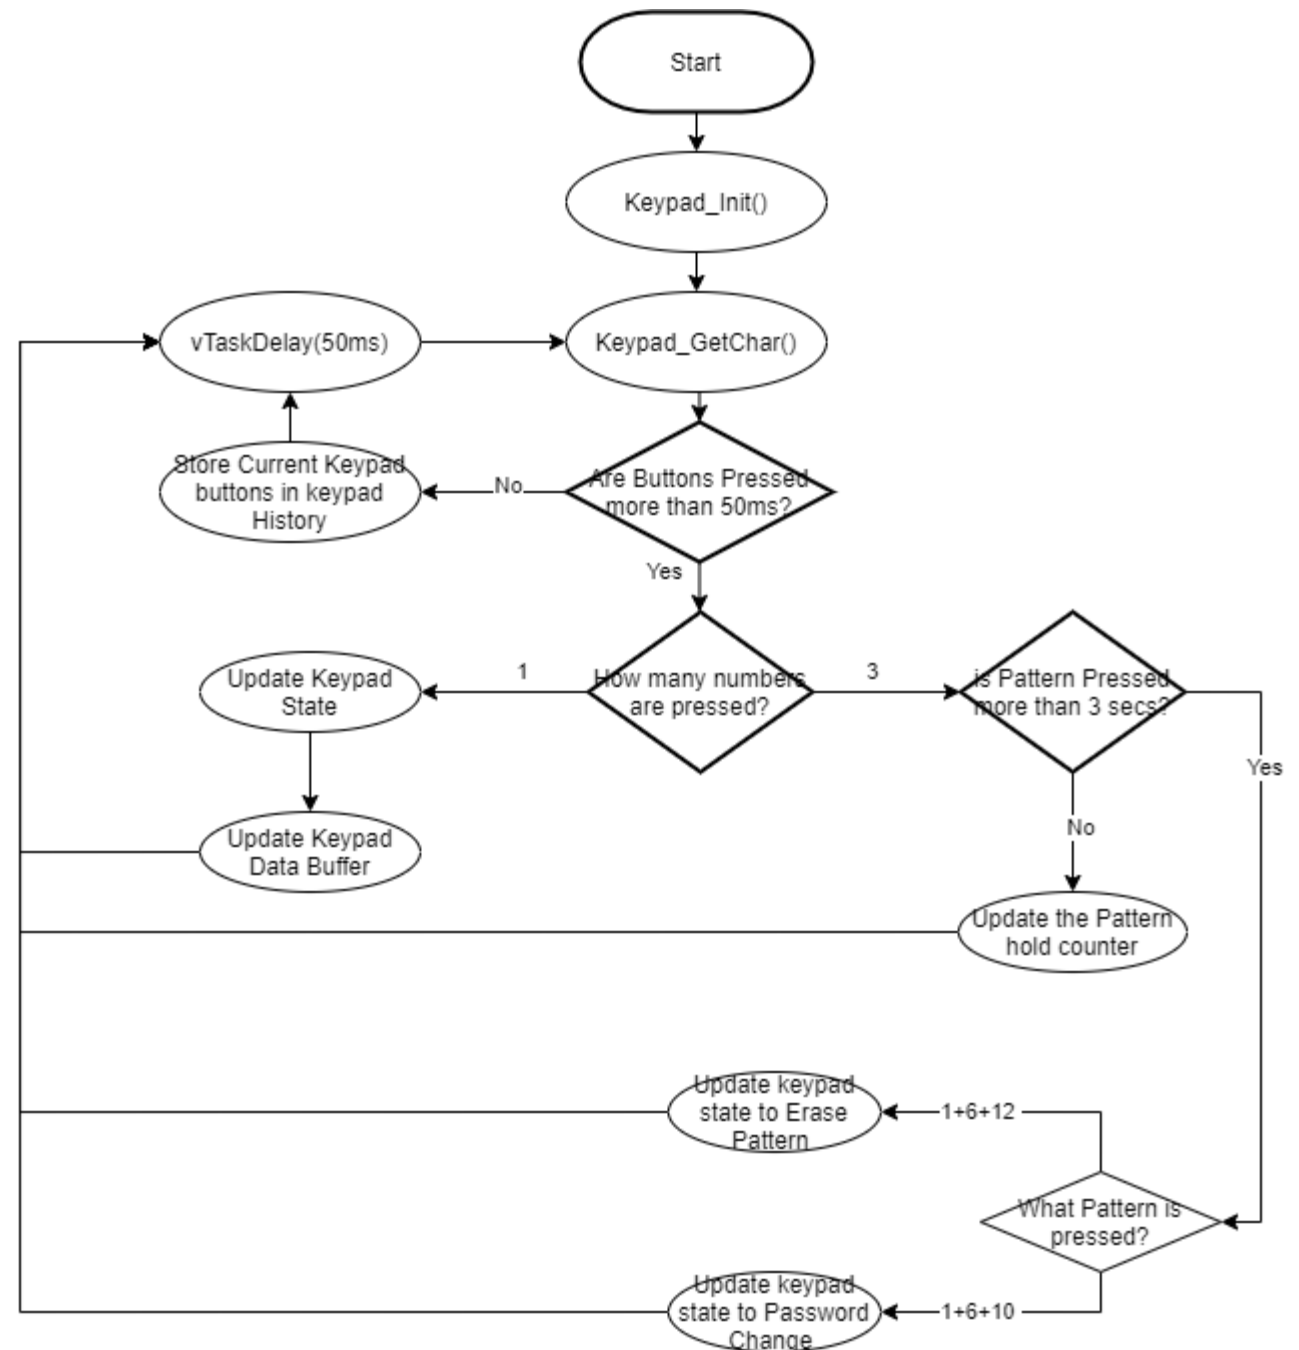 Start
Keypad_Init()
vTaskDelay(50ms)
Keypad_GetChar()
Store Current Keypad
buttons in keypad
History
No
Are Buttons Pressed
more than 50ms?
Yes
Update Keypad
State
1
How many numbers
are pressed?
3
is Pattern Pressed
more than 3 secs?
Yes
No
Update Keypad
Data Buffer
Update the Pattern
hold counter
Update keypad
state to Erase
Pattern
1+6+12
What Pattern is
pressed?
Update keypad
state to Password
Change
1+6+10